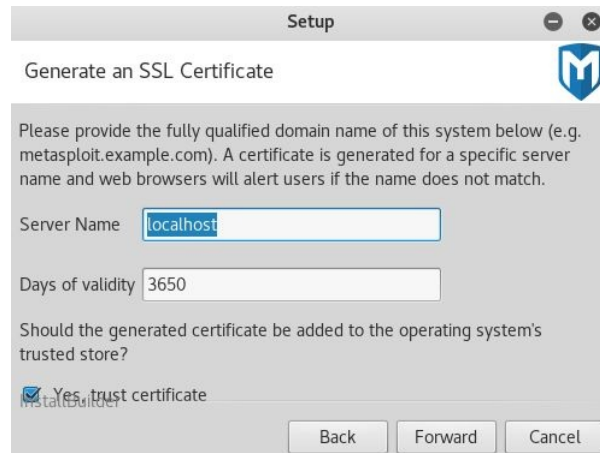 Setup
Generate an SSL Certificate
M
Please provide the fully qualified domain name of this system below (e.g.
metasploit.example.com). A certificate is generated for a specific server
name and web browsers will alert users if the name does not match.
Server Name localhost
Days of validity 3650
Should the generated certificate be added to the operating system's
trusted store?
Yes, trust certificate
InstallBuilder
Back Forward Cancel